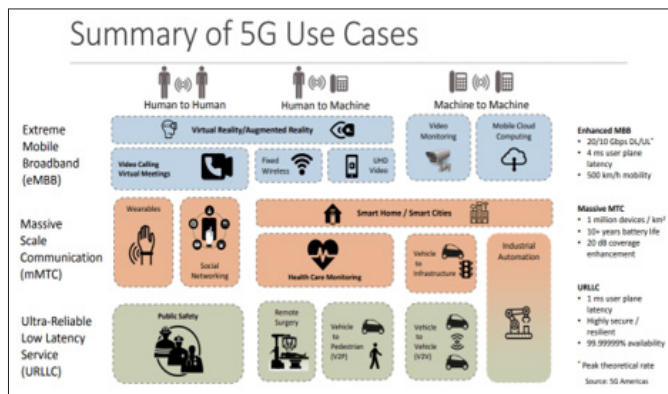 Summary of 5G Use Cases
Human to Human
Human to Machine
Machine to Machine
Extreme
Mobile
Broadband
(eMBB)
Virtual Reality/Augmented Reality
Video Calling
Virtual Meetings
Fixed
Wireless
UHD
Video
Video
Monitoring
Mobile Cloud
Computing
Enhanced MBB
• 20/10 Gbps DL/UL*
• 4 ms user plane
latency
• 500 km/h mobility
Massive
Scale
Communication
(mMTC)
Wearables
Social
Networking
Smart Home / Smart Cities
Health Care Monitoring
Vehicle
to
Infrastructure
Industrial
Automation
Massive MTC
• 1 million devices / km²
• 10+ years battery life
• 20 dB coverage
enhancement
Ultra-Reliable
Low Latency
Service
(URLLC)
Public Safety
Remote
Surgery
Vehicle
to
Pedestrian
(V2P)
Vehicle
to
Vehicle
(V2V)
URLLC
• 1 ms user plane
latency
• Highly secure /
resilient
• 99.99999% availability
* Peak theoretical rate
Source: 5G Americas